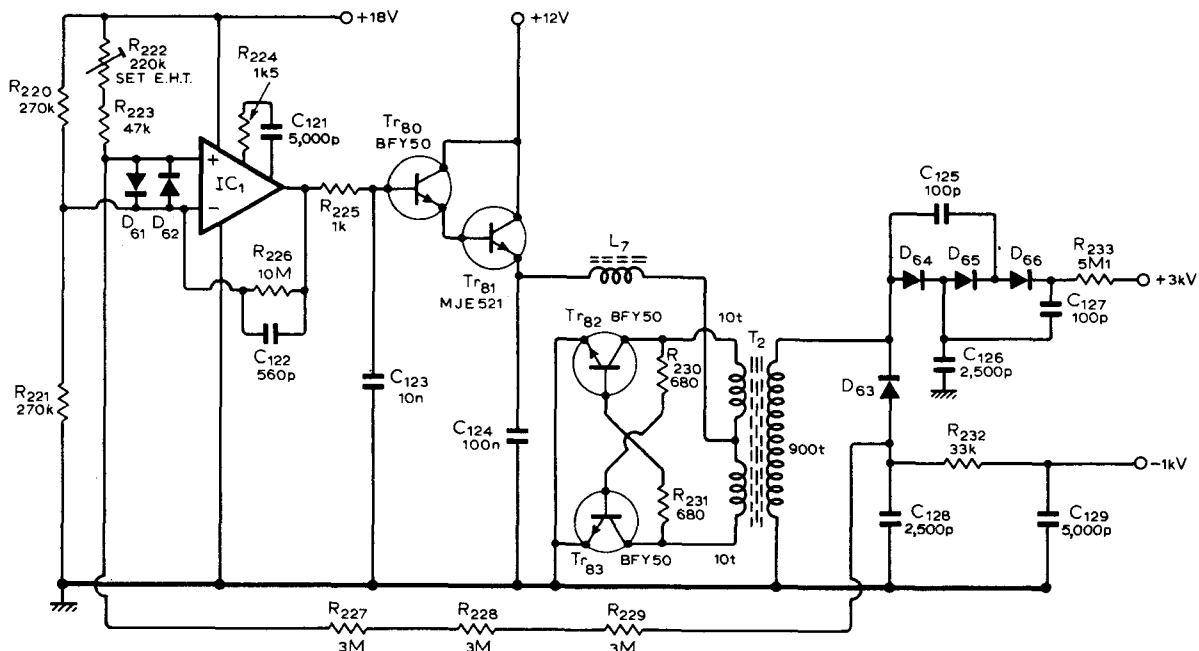 +18V
+12V
R222
220k
SET E.H.T.
R224
1k5
R220
270k
R223
47k
C121
5,000p
Tr80
BFY50
+
IC1
−
D61
D62
R225
1k
R226
10M
C122
560p
Tr81
MJE521
L7
C125
100p
D64
D65
D66
R233
5M1
+3kV
C127
100p
C126
2,500p
Tr82
BFY50
10t
T2
R230
680
D63
R221
270k
C123
10n
C124
100n
900t
R232
33k
−1kV
R231
680
C128
2,500p
C129
5,000p
Tr83
BFY50
10t
R227
3M
R228
3M
R229
3M